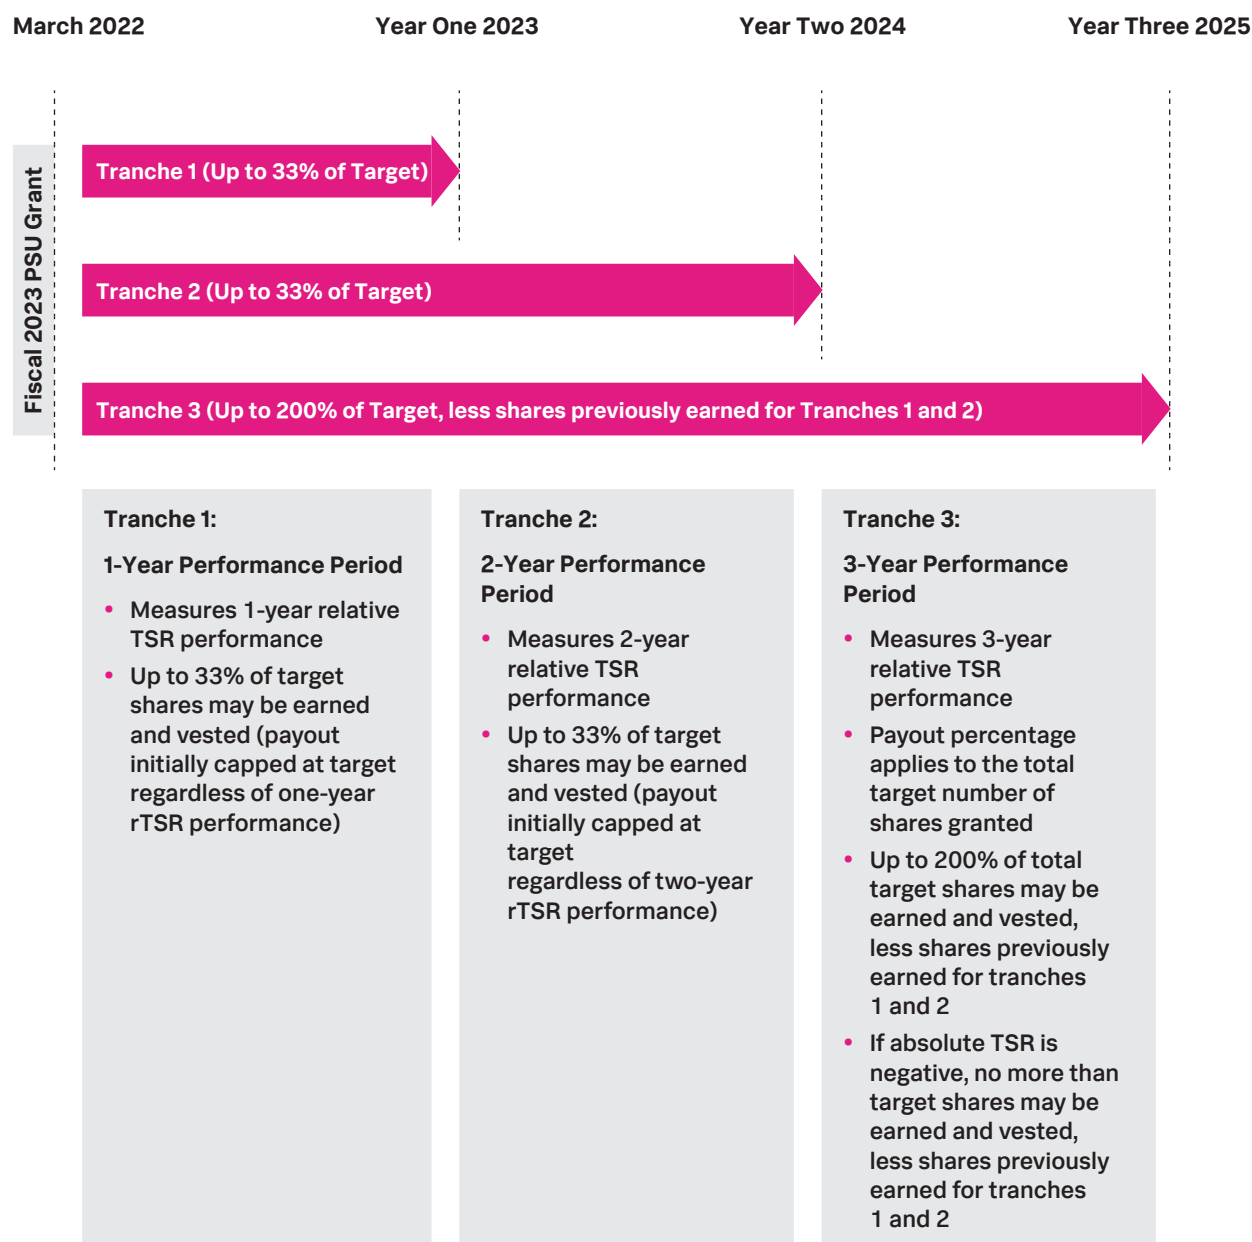 March 2022
Year One 2023
Year Two 2024
Year Three 2025
Fiscal 2023 PSU Grant
Tranche 1 (Up to 33% of Target)
Tranche 2 (Up to 33% of Target)
Tranche 3 (Up to 200% of Target, less shares previously earned for Tranches 1 and 2)
Tranche 1:
1-Year Performance Period
• Measures 1-year relative
TSR performance
• Up to 33% of target
shares may be earned
and vested (payout
initially capped at target
regardless of one-year
rTSR performance)
Tranche 2:
2-Year Performance
Period
• Measures 2-year
relative TSR
performance
• Up to 33% of target
shares may be earned
and vested (payout
initially capped at
target
regardless of two-year
rTSR performance)
Tranche 3:
3-Year Performance
Period
• Measures 3-year
relative TSR
performance
• Payout percentage
applies to the total
target number of
shares granted
• Up to 200% of total
target shares may be
earned and vested,
less shares previously
earned for tranches
1 and 2
• If absolute TSR is
negative, no more than
target shares may be
earned and vested,
less shares previously
earned for tranches
1 and 2